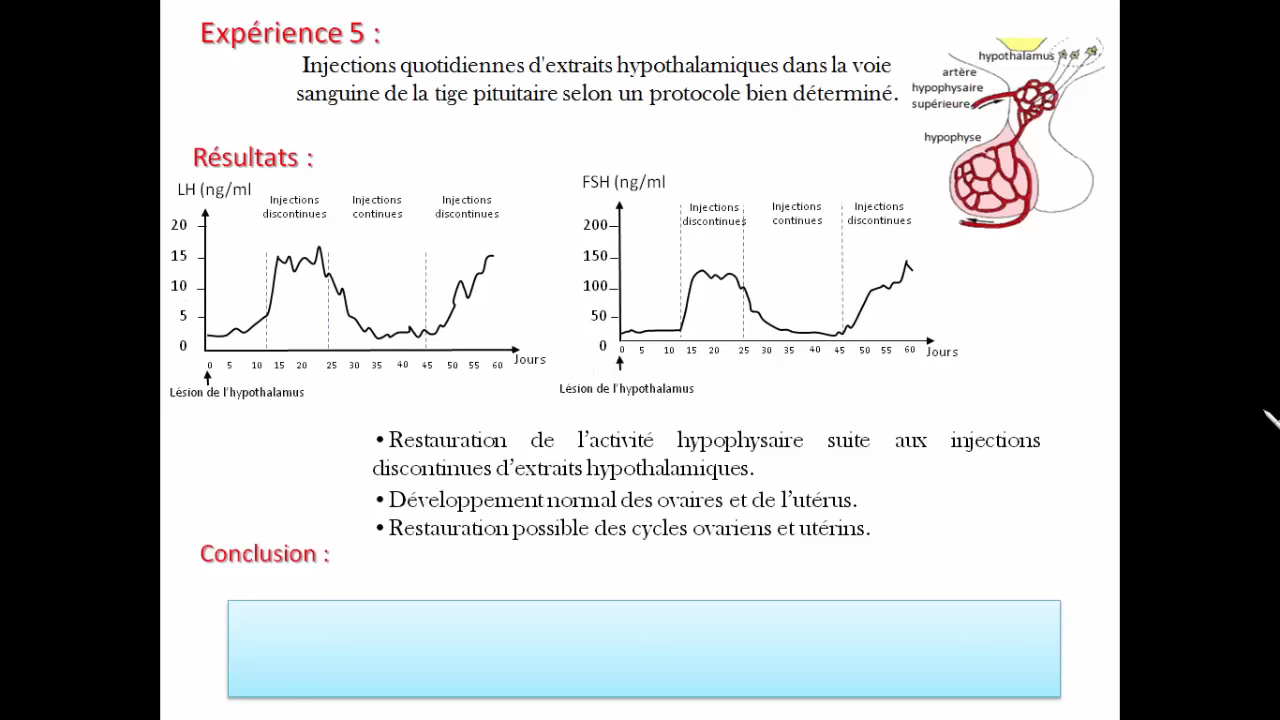 Expérience 5 :
Injections quotidiennes d'extraits hypothalamiques dans la voie
sanguine de la tige pituitaire selon un protocole bien déterminé.
hypothalamus
artère
hypophysaire
supérieure
hypophyse
Résultats :
LH (ng/ml
Injections
discontinues
Injections
continues
Injections
discontinues
20
15
10
5
0
0 5 10 15 20 25 30 35 40 45 50 55 60
Jours
Lésion de l'hypothalamus
FSH (ng/ml
Injections
discontinues
Injections
continues
Injections
discontinues
200
150
100
50
0
0 5 10 15 20 25 30 35 40 45 50 55 60
Jours
Lésion de l'hypothalamus
• Restauration de l'activité hypophysaire suite aux injections
discontinues d'extraits hypothalamiques.
• Développement normal des ovaires et de l'utérus.
• Restauration possible des cycles ovariens et utérins.
Conclusion :